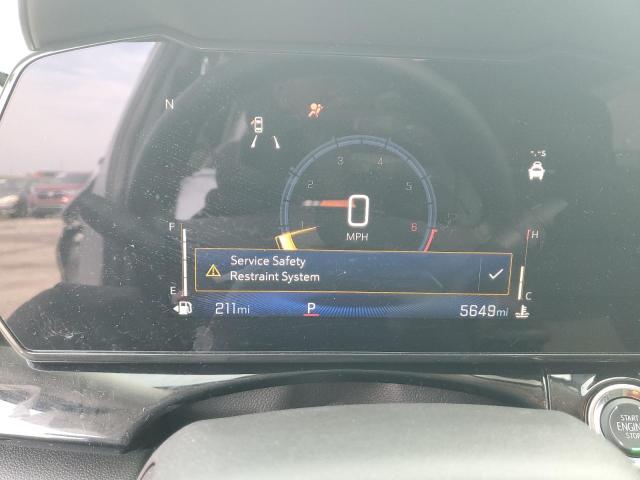 N
3 4
-.-s
2 5
0
F 1 6 H
MPH
Service Safety
Restraint System
E C
211mi P 5649mi
START
ENGINE
STOP